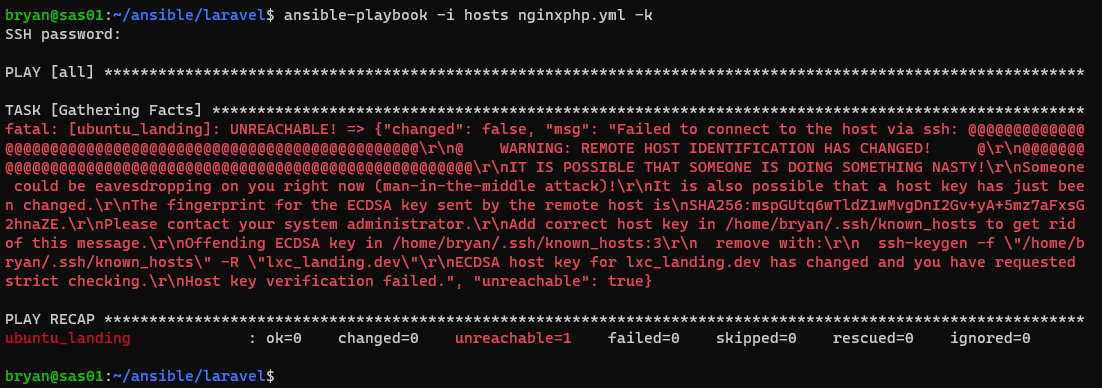 bryan@sas01:~/ansible/laravel$ ansible-playbook -i hosts nginxphp.yml -k
SSH password:
PLAY [all] *************************************************************************************************************
TASK [Gathering Facts] *************************************************************************************************
fatal: [ubuntu_landing]: UNREACHABLE! => {"changed": false, "msg": "Failed to connect to the host via ssh: @@@@@@@@@@@@@
@@@@@@@@@@@@@@@@@@@@@@@@@@@@@@@@@@@@@@@@@@@@@@\r\n@    WARNING: REMOTE HOST IDENTIFICATION HAS CHANGED!     @\r\n@@@@@@@
@@@@@@@@@@@@@@@@@@@@@@@@@@@@@@@@@@@@@@@@@@@@@@@@@@@@\r\nIT IS POSSIBLE THAT SOMEONE IS DOING SOMETHING NASTY!\r\nSomeone
 could be eavesdropping on you right now (man-in-the-middle attack)!\r\nIt is also possible that a host key has just bee
n changed.\r\nThe fingerprint for the ECDSA key sent by the remote host is\nSHA256:mspGUtq6wTldZ1wMvgDnI2Gv+yA+5mz7aFxsG
2hnaZE.\r\nPlease contact your system administrator.\r\nAdd correct host key in /home/bryan/.ssh/known_hosts to get rid
of this message.\r\nOffending ECDSA key in /home/bryan/.ssh/known_hosts:3\r\n  remove with:\r\n  ssh-keygen -f \"/home/b
ryan/.ssh/known_hosts\" -R \"lxc_landing.dev\"\r\nECDSA host key for lxc_landing.dev has changed and you have requested
strict checking.\r\nHost key verification failed.", "unreachable": true}
PLAY RECAP *************************************************************************************************************
ubuntu_landing             : ok=0    changed=0    unreachable=1    failed=0    skipped=0    rescued=0    ignored=0
bryan@sas01:~/ansible/laravel$